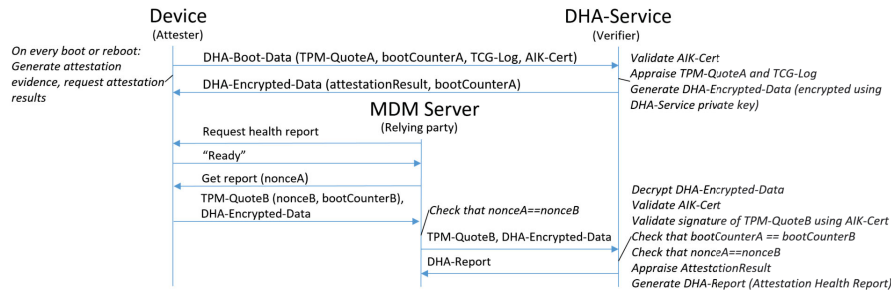 Device
(Attester)
DHA-Service
(Verifier)
On every boot or reboot:
Generate attestation
evidence, request attestation
results
DHA-Boot-Data (TPM-QuoteA, bootCounterA, TCG-Log, AIK-Cert)
DHA-Encrypted-Data (attestationResult, bootCounterA)
Validate AIK-Cert
Appraise TPM-QuoteA and TCG-Log
Generate DHA-Encrypted-Data (encrypted using
DHA-Service private key)
MDM Server
(Relying party)
Request health report
“Ready”
Get report (nonceA)
TPM-QuoteB (nonceB, bootCounterB),
DHA-Encrypted-Data
Check that nonceA==nonceB
TPM-QuoteB, DHA-Encrypted-Data
DHA-Report
Decrypt DHA-Encrypted-Data
Validate AIK-Cert
Validate signature of TPM-QuoteB using AIK-Cert
Check that bootCounterA == bootCounterB
Check that nonceA==nonceB
Appraise AttestationResult
Generate DHA-Report (Attestation Health Report)